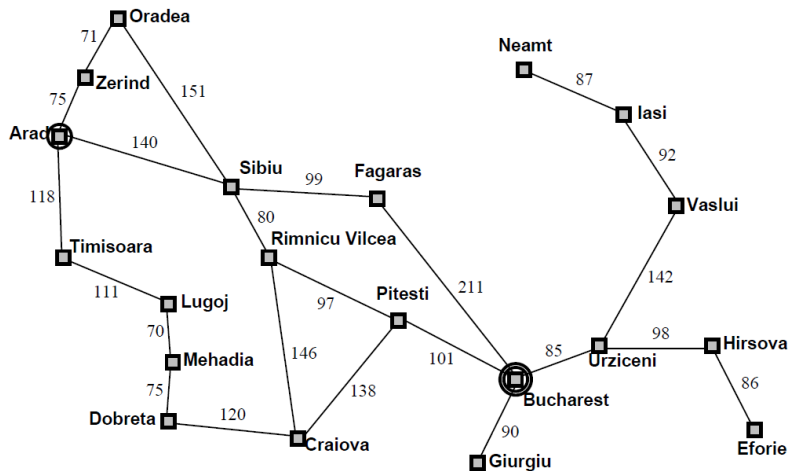 Oradea
71
Neamt
Zerind
87
75
151
Iasi
Arad
140
92
Sibiu
Fagaras
99
118
Vaslui
80
Timisoara
Rimnicu Vilcea
111
Lugoj
97
Pitesti
211
142
70
98
Hirsova
Mehadia
146
101
85
Urziceni
75
138
86
Bucharest
Dobreta
120
90
Craiova
Eforie
Giurgiu